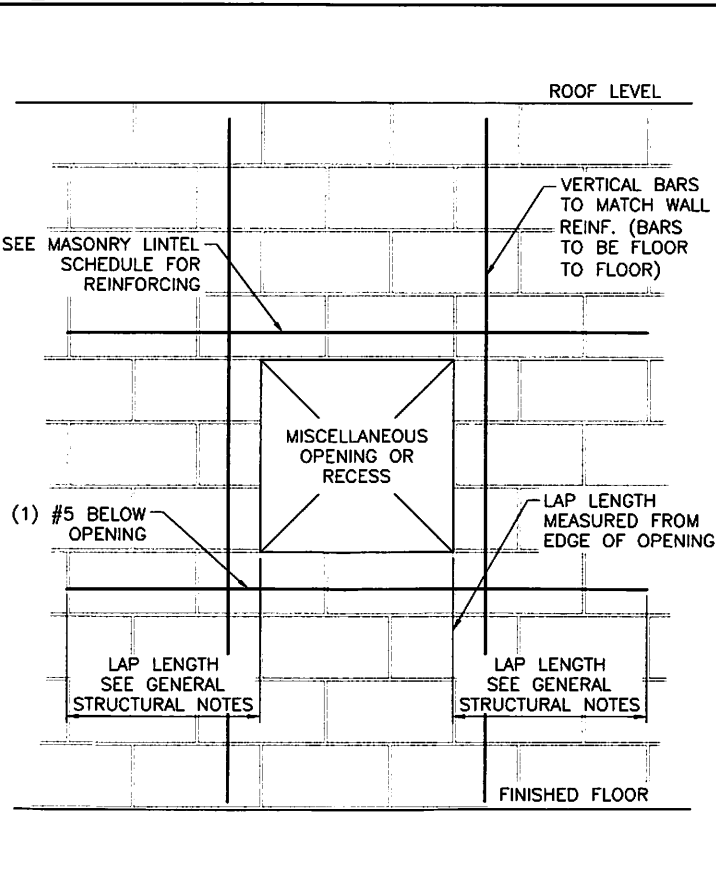 ROOF LEVEL
VERTICAL BARS
TO MATCH WALL
REINF. (BARS
TO BE FLOOR
TO FLOOR)
SEE MASONRY LINTEL
SCHEDULE FOR
REINFORCING
MISCELLANEOUS
OPENING OR
RECESS
(1) #5 BELOW
OPENING
LAP LENGTH
MEASURED FROM
EDGE OF OPENING
LAP LENGTH
SEE GENERAL
STRUCTURAL NOTES
LAP LENGTH
SEE GENERAL
STRUCTURAL NOTES
FINISHED FLOOR